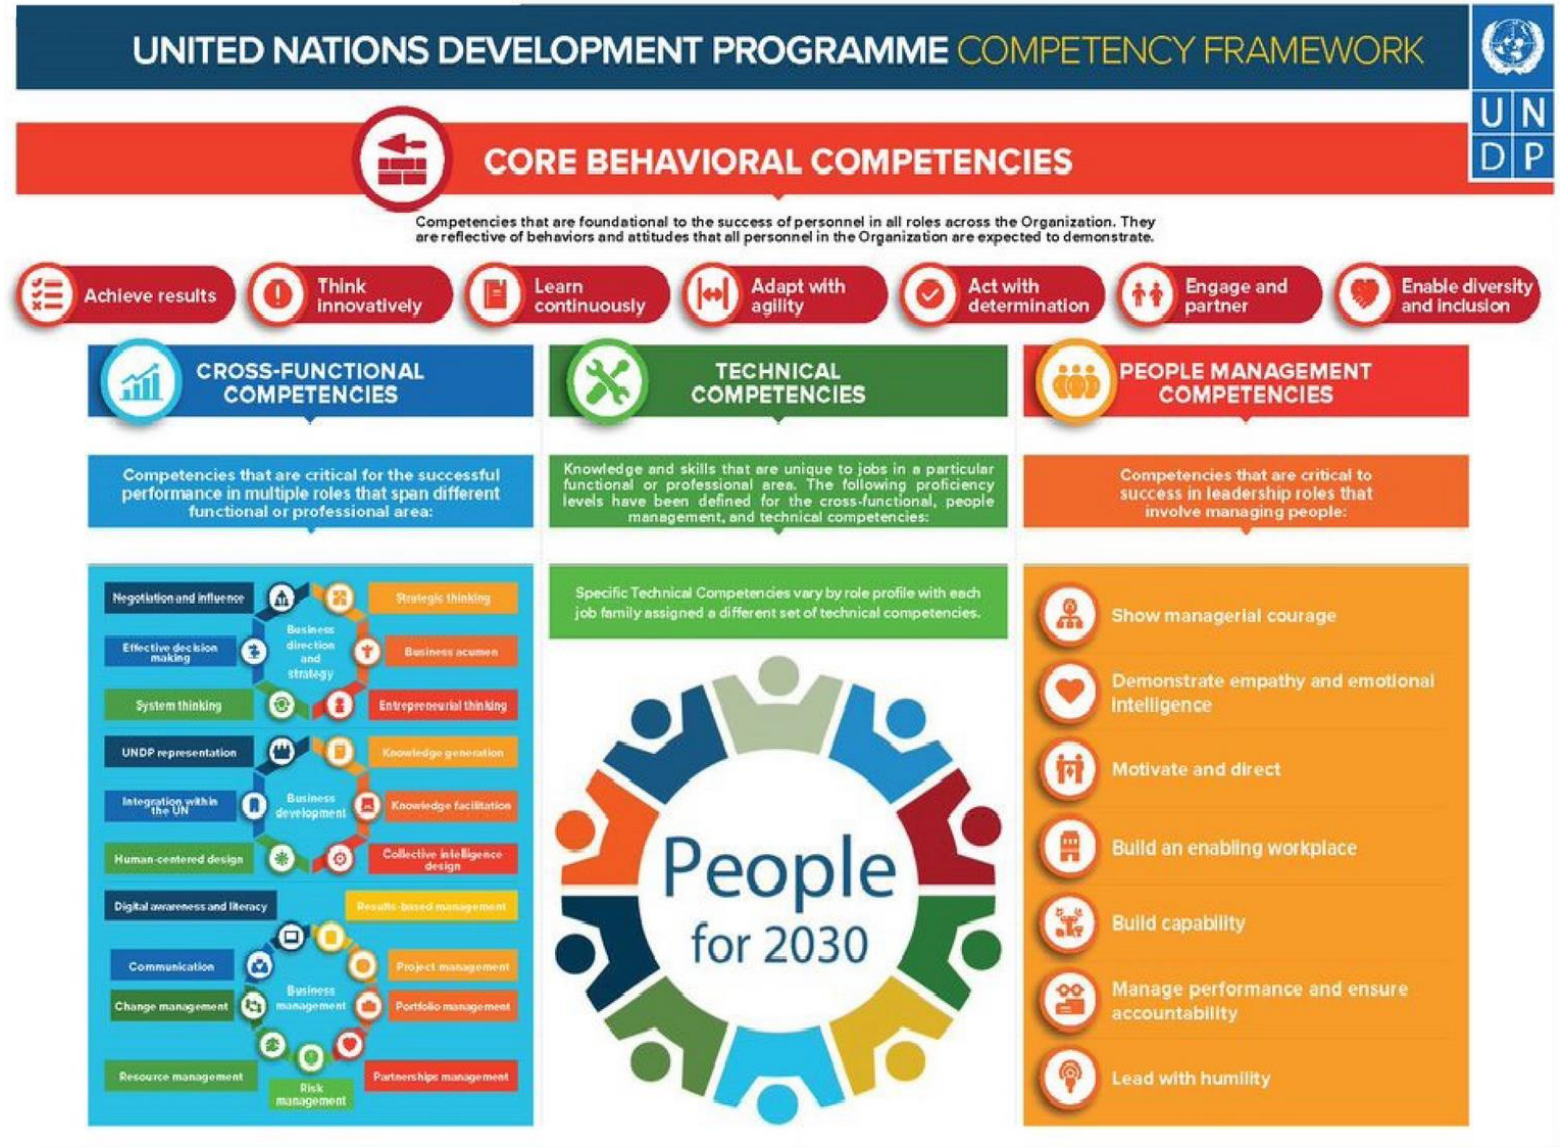 UNITED NATIONS DEVELOPMENT PROGRAMME COMPETENCY FRAMEWORK
U N
D P
CORE BEHAVIORAL COMPETENCIES
Competencies that are foundational to the success of personnel in all roles across the Organization. They
are reflective of behaviors and attitudes that all personnel in the Organization are expected to demonstrate.
Achieve results
Think
innovatively
Learn
continuously
Adapt with
agility
Act with
determination
Engage and
partner
Enable diversity
and inclusion
CROSS-FUNCTIONAL
COMPETENCIES
Competencies that are critical for the successful
performance in multiple roles that span different
functional or professional area:
Negotiation and influence
Strategic thinking
Effective decision
making
Business
direction
and
strategy
Business acumen
System thinking
Entrepreneurial thinking
UNDP representation
Knowledge generation
Integration within
the UN
Business
development
Knowledge facilitation
Human-centered design
Collective intelligence
design
Digital awareness and literacy
Results-based management
Communication
Project management
Change management
Business
management
Portfolio management
Resource management
Risk
management
Partnerships management
TECHNICAL
COMPETENCIES
Knowledge and skills that are unique to jobs in a particular
functional or professional area. The following proficiency
levels have been defined for the cross-functional, people
management, and technical competencies:
Specific Technical Competencies vary by role profile with each
job family assigned a different set of technical competencies.
People
for 2030
PEOPLE MANAGEMENT
COMPETENCIES
Competencies that are critical to
success in leadership roles that
involve managing people:
Show managerial courage
Demonstrate empathy and emotional
intelligence
Motivate and direct
Build an enabling workplace
Build capability
Manage performance and ensure
accountability
Lead with humility